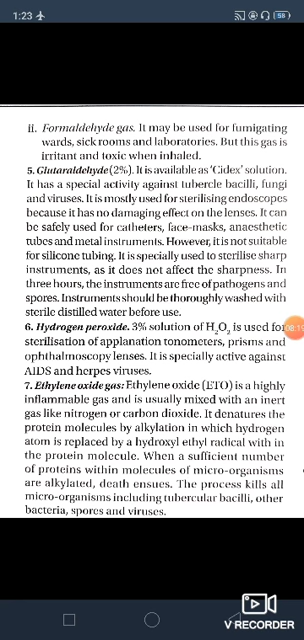 1:23
58
ii. Formaldehyde gas. It may be used for fumigating
wards, sick rooms and laboratories. But this gas is
irritant and toxic when inhaled.
5. Glutaraldehyde (2%). It is available as 'Cidex' solution.
It has a special activity against tubercle bacilli, fungi
and viruses. It is mostly used for sterilising endoscopes
because it has no damaging effect on the lenses. It can
be safely used for catheters, face-masks, anaesthetic
tubes and metal instruments. However, it is not suitable
for silicone tubing. It is specially used to sterilise sharp
instruments, as it does not affect the sharpness. In
three hours, the instruments are free of pathogens and
spores. Instruments should be thoroughly washed with
sterile distilled water before use.
6. Hydrogen peroxide. 3% solution of H₂O₂ is used for
sterilisation of applanation tonometers, prisms and
ophthalmoscopy lenses. It is specially active against
AIDS and herpes viruses.
7. Ethylene oxide gas: Ethylene oxide (ETO) is a highly
inflammable gas and is usually mixed with an inert
gas like nitrogen or carbon dioxide. It denatures the
protein molecules by alkylation in which hydrogen
atom is replaced by a hydroxyl ethyl radical with in
the protein molecule. When a sufficient number
of proteins within molecules of micro-organisms
are alkylated, death ensues. The process kills all
micro-organisms including tubercular bacilli, other
bacteria, spores and viruses.
V RECORDER